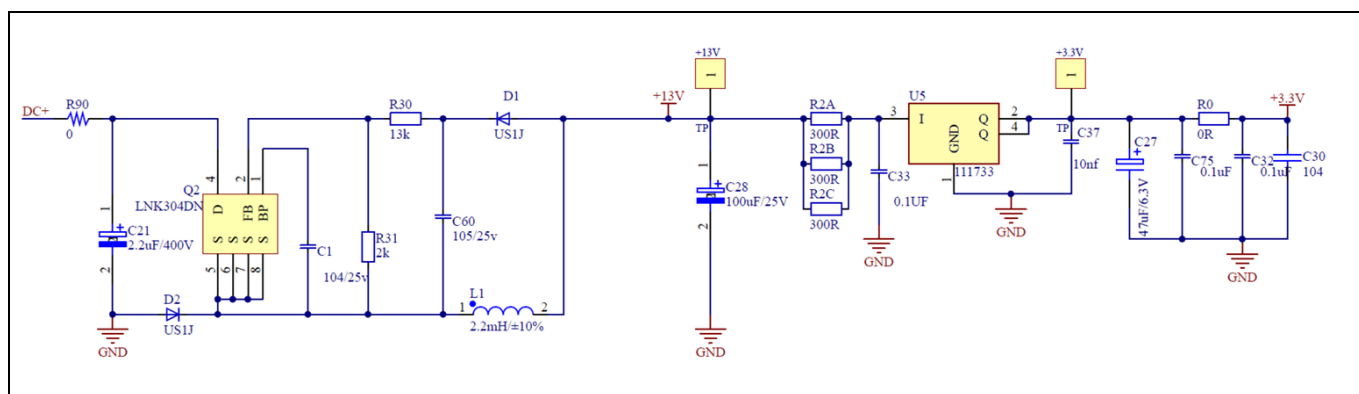 DC+
R90
0
1
C21
2.2uF/400V
2
GND
D2
US1J
4
2
1
Q2
LNK304DN
D
FB
BP
S
S
S
S
5
6
7
8
C1
104/25v
R30
13k
R31
2k
C60
105/25v
D1
US1J
L1
1
2
2.2mH/±10%
+13V
+13V
1
TP
1
C28
100uF/25V
2
GND
R2A
300R
R2B
300R
R2C
300R
C33
0.1UF
GND
U5
3
I
GND
Q
Q
2
4
1
111733
GND
+3.3V
1
TP
C37
10nf
C27
47uF/6.3V
C75
0.1uF
R0
0R
C32
0.1uF
+3.3V
C30
104
GND